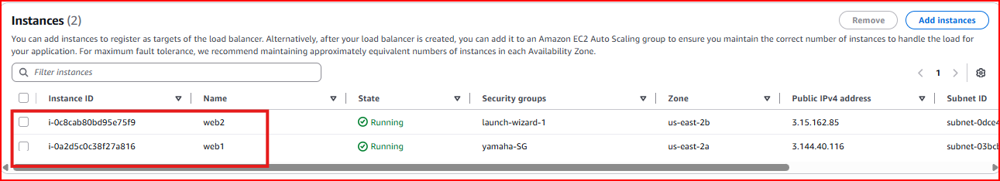 Instances (2)
Remove
Add instances
You can add instances to register as targets of the load balancer. Alternatively, after your load balancer is created, you can add it to an Amazon EC2 Auto Scaling group to ensure you maintain the correct number of instances to handle the load for
your application. For maximum fault tolerance, we recommend maintaining approximately equivalent numbers of instances in each Availability Zone.
Filter instances
1
Instance ID Name State Security groups Zone Public IPv4 address Subnet ID
i-0c8cab80bd95e75f9 web2 Running launch-wizard-1 us-east-2b 3.15.162.85 subnet-0dce4
i-0a2d5c0c38f27a816 web1 Running yamaha-SG us-east-2a 3.144.40.116 subnet-03bcb